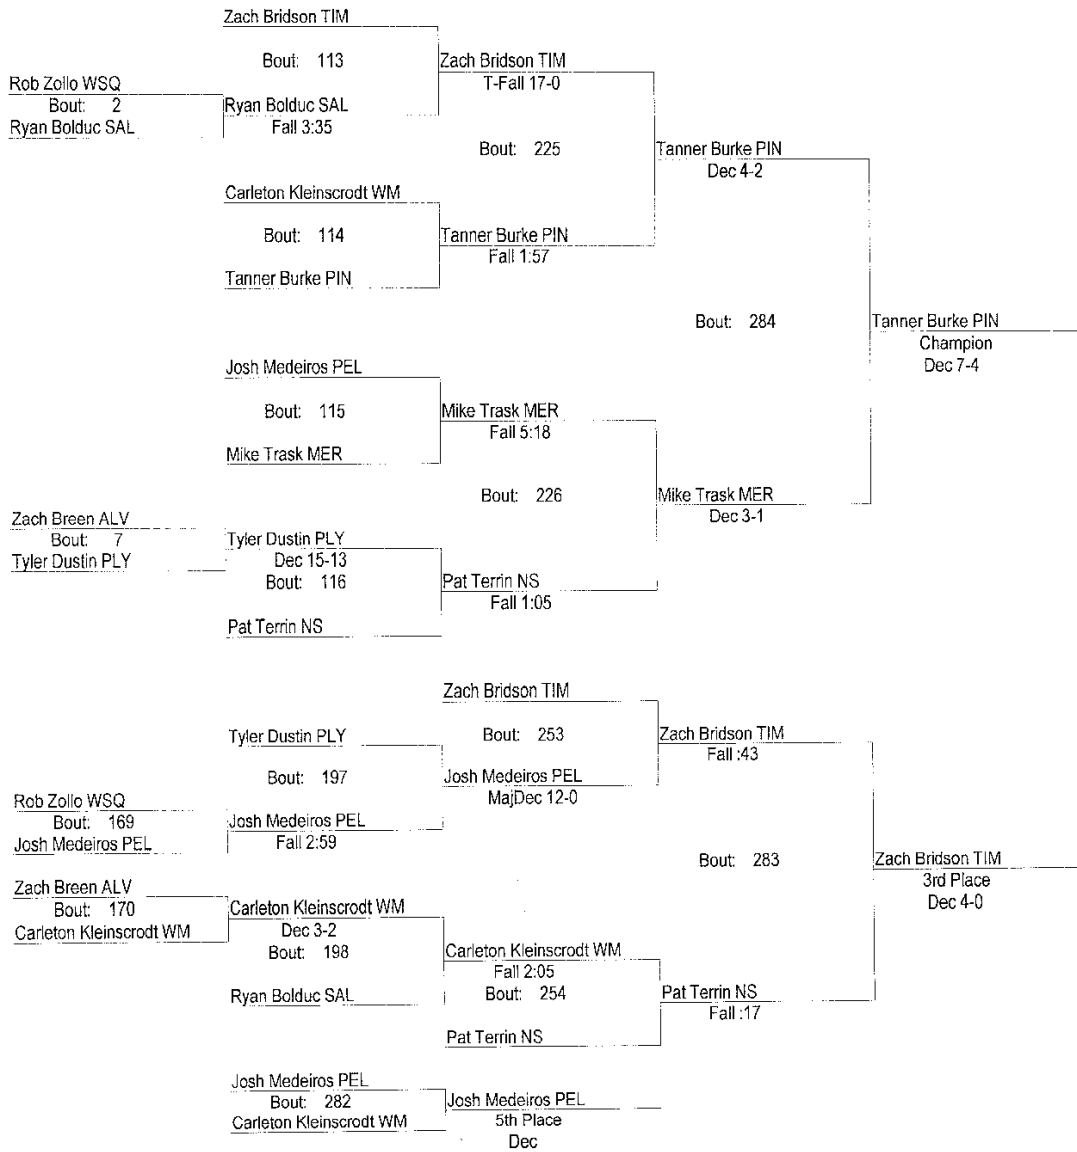 Zach Bridson TIM
Bout: 113
Zach Bridson TIM
T-Fall 17-0
Rob Zollo WSQ
Bout: 2
Ryan Bolduc SAL
Ryan Bolduc SAL
Fall 3:35
Bout: 225
Tanner Burke PIN
Dec 4-2
Carleton Kleinscrodt WM
Bout: 114
Tanner Burke PIN
Fall 1:57
Tanner Burke PIN
Bout: 284
Tanner Burke PIN
Champion
Dec 7-4
Josh Medeiros PEL
Bout: 115
Mike Trask MER
Fall 5:18
Mike Trask MER
Bout: 226
Mike Trask MER
Dec 3-1
Zach Breen ALV
Bout: 7
Tyler Dustin PLY
Tyler Dustin PLY
Dec 15-13
Bout: 116
Pat Terrin NS
Fall 1:05
Pat Terrin NS
Zach Bridson TIM
Tyler Dustin PLY
Bout: 253
Zach Bridson TIM
Fall :43
Bout: 197
Josh Medeiros PEL
MajDec 12-0
Rob Zollo WSQ
Bout: 169
Josh Medeiros PEL
Josh Medeiros PEL
Fall 2:59
Bout: 283
Zach Bridson TIM
3rd Place
Dec 4-0
Zach Breen ALV
Bout: 170
Carleton Kleinscrodt WM
Carleton Kleinscrodt WM
Dec 3-2
Bout: 198
Carleton Kleinscrodt WM
Fall 2:05
Bout: 254
Ryan Bolduc SAL
Pat Terrin NS
Fall :17
Pat Terrin NS
Josh Medeiros PEL
Bout: 282
Carleton Kleinscrodt WM
Josh Medeiros PEL
5th Place
Dec